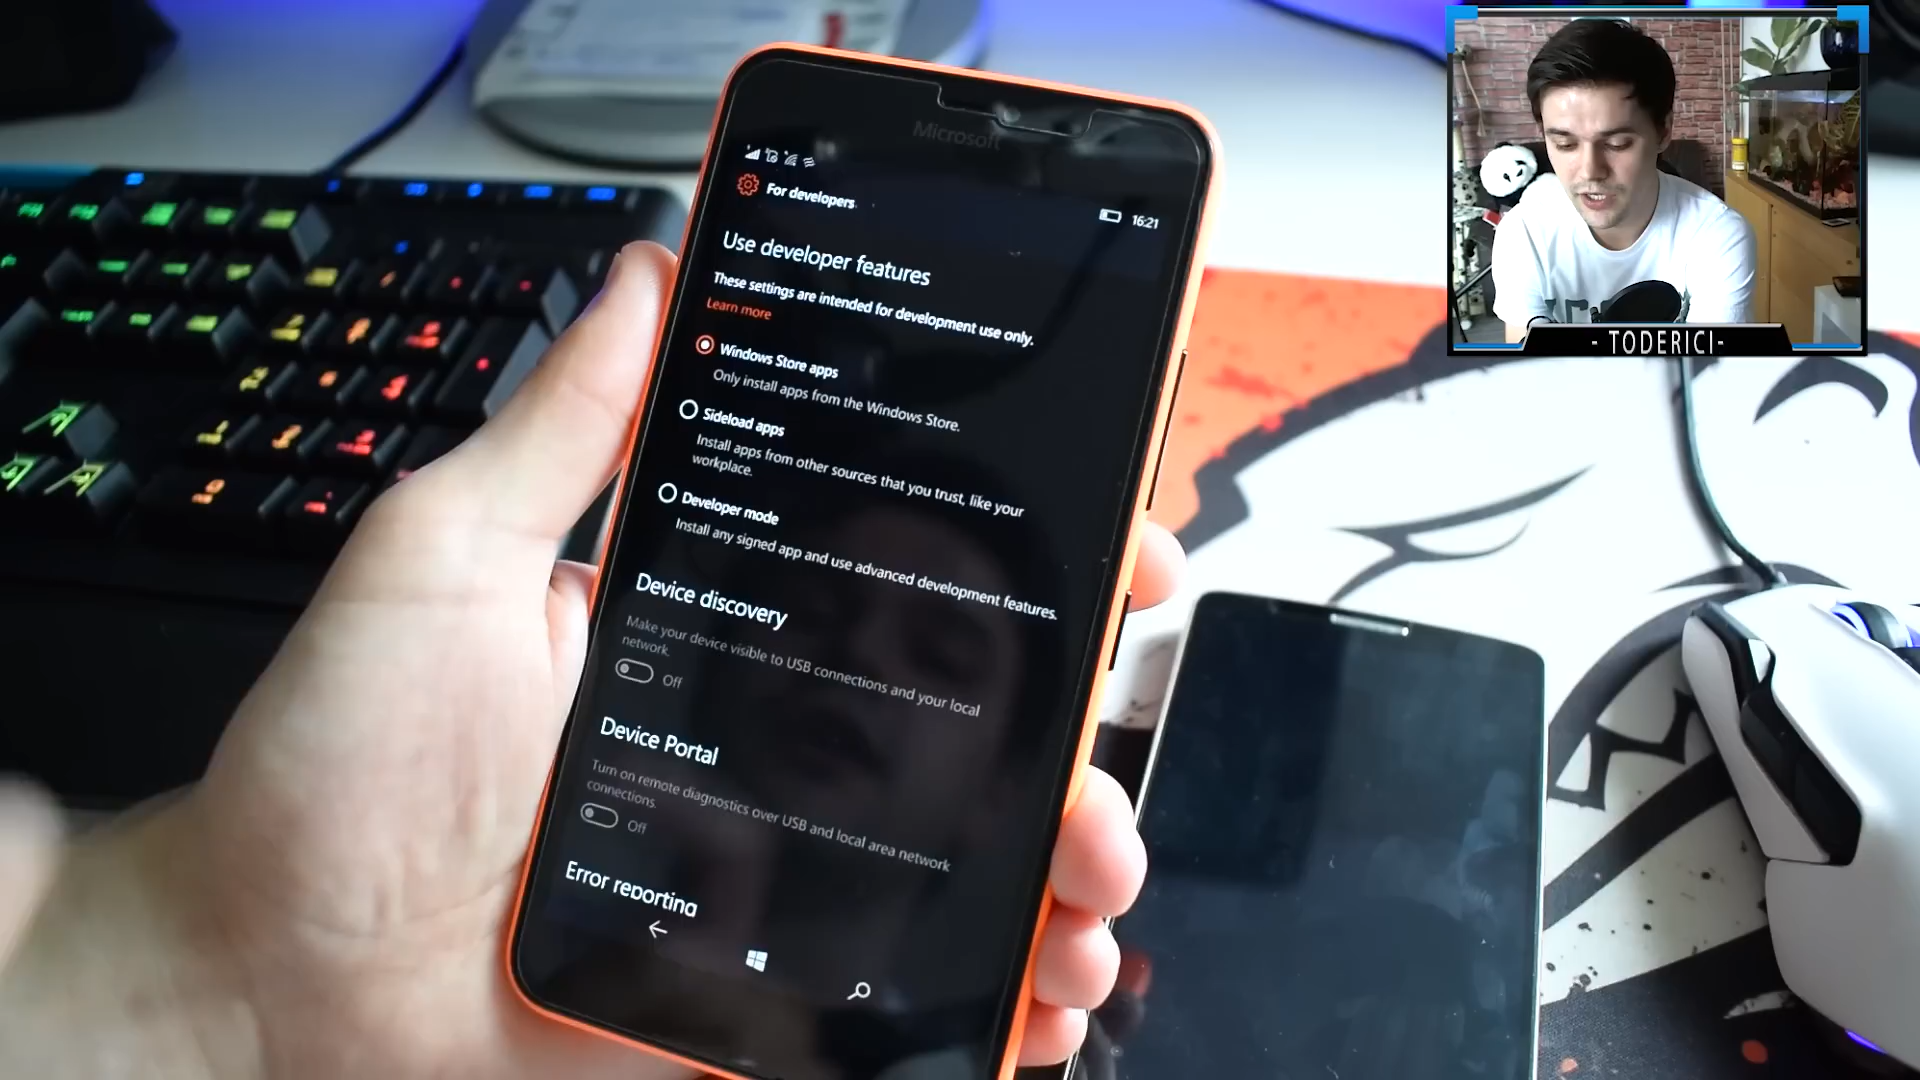 Microsoft
For developers
16:21
Use developer features
These settings are intended for development use only.
Learn more
Windows Store apps
Only install apps from the Windows Store.
Sideload apps
Install apps from other sources that you trust, like your
workplace.
Developer mode
Install any signed app and use advanced development features.
Device discovery
Make your device visible to USB connections and your local
network.
Off
Device Portal
Turn on remote diagnostics over USB and local area network
connections.
Off
Error reporting
- TODERICI-